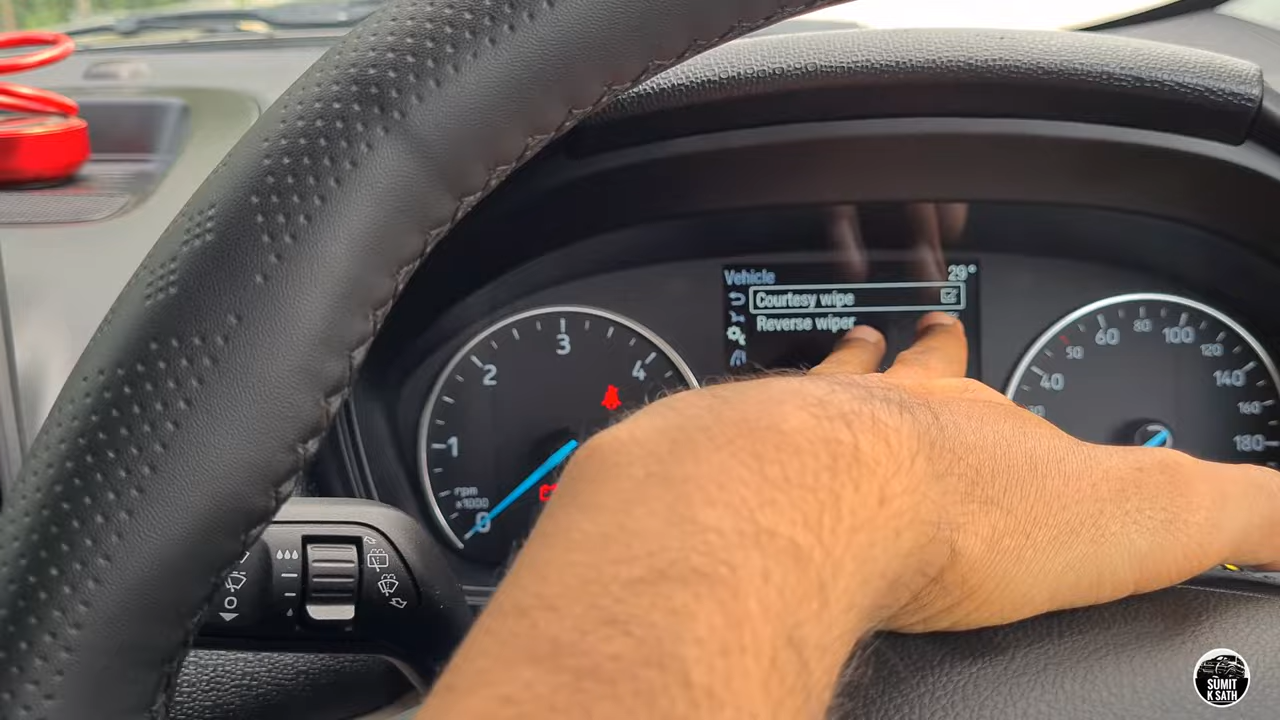 Vehicle 29°
Courtesy wipe
Reverse wiper
0
1
2
3
4
rpm
x1000
40
50
60
80
100
120
140
160
180
SUMIT
K SATH